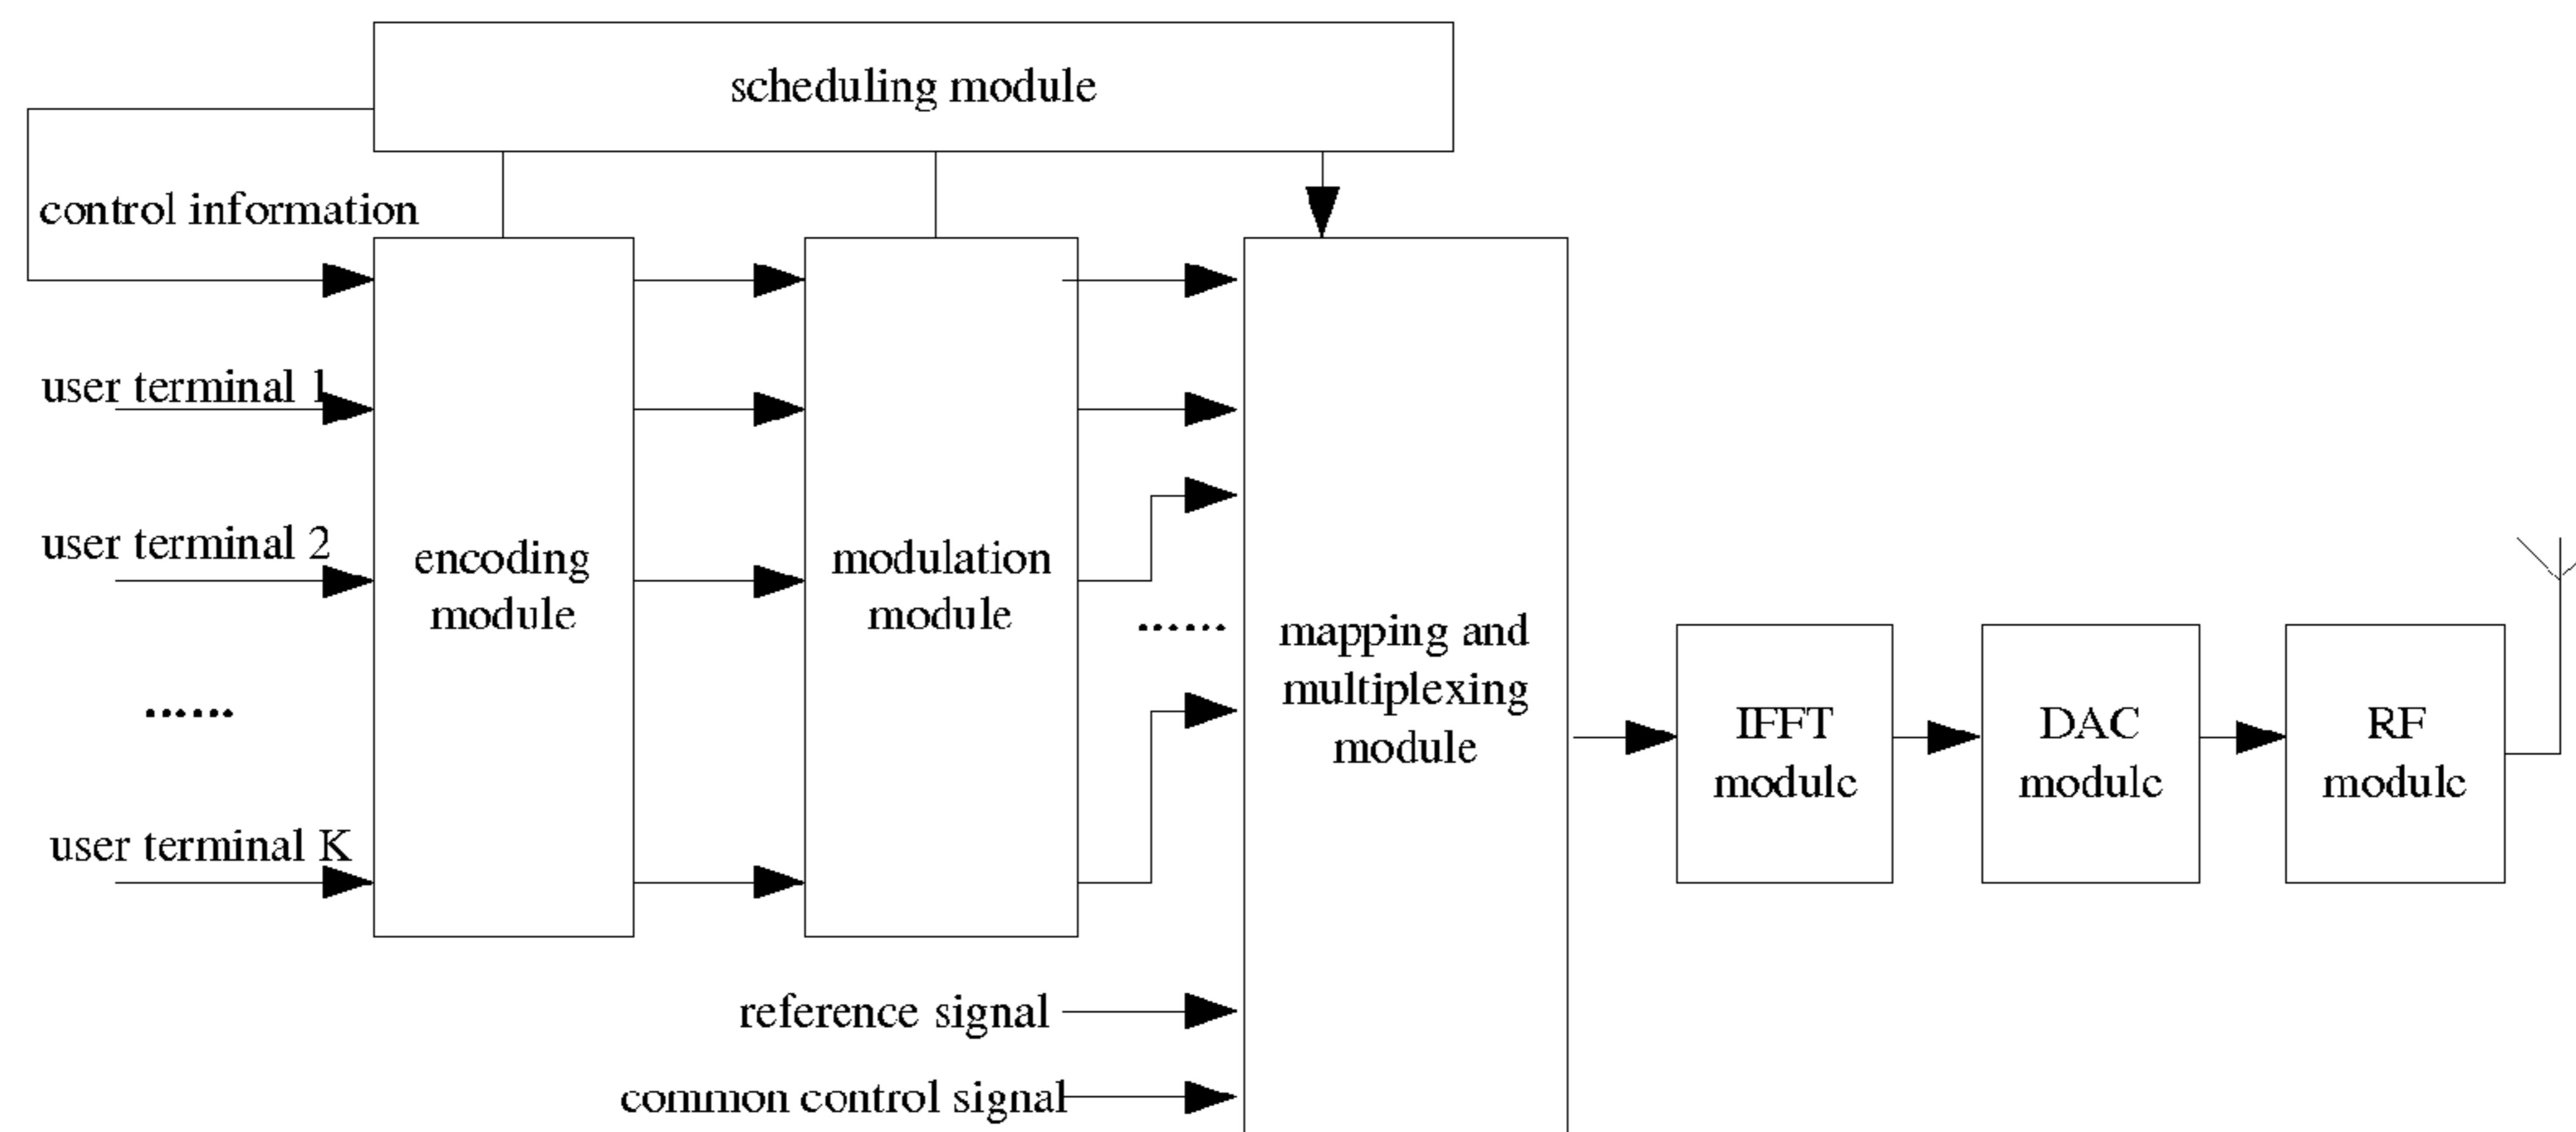 scheduling module
control information
user terminal 1
user terminal 2
encoding
module
modulation
module
......
mapping and
multiplexing
module
......
IFFT
module
DAC
module
RF
module
user terminal K
reference signal
common control signal